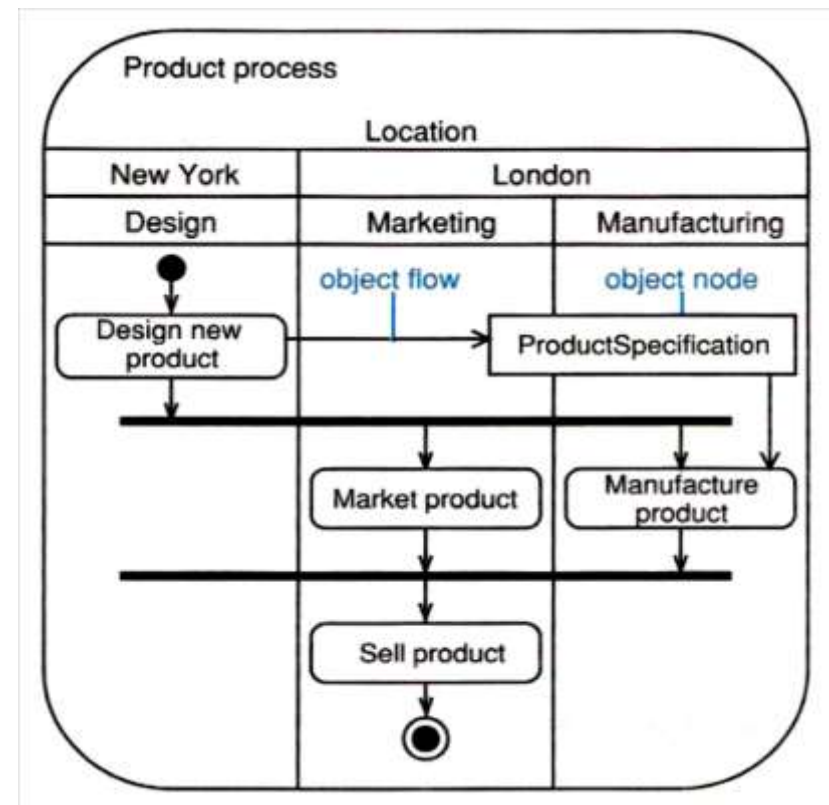 Product process
Location
New York
London
Design
Marketing
Manufacturing
object flow
object node
Design new
product
ProductSpecification
Market product
Manufacture
product
Sell product